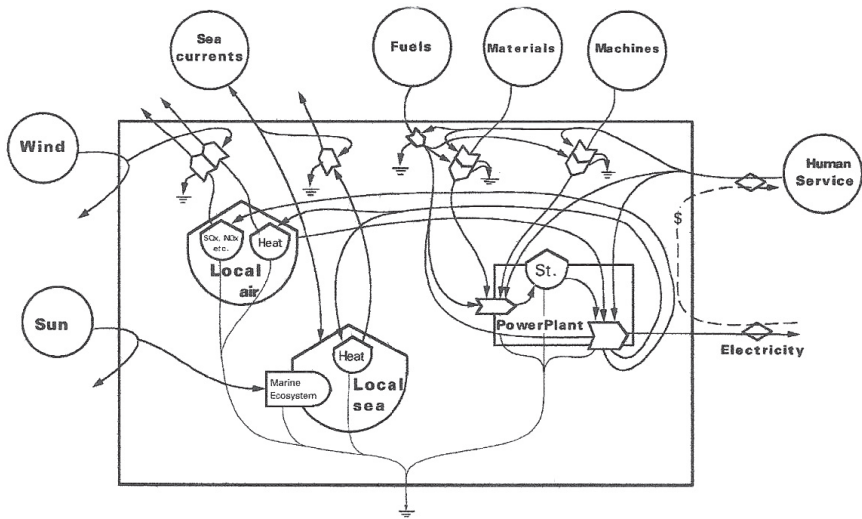 Sea
currents
Fuels
Materials
Machines
Wind
Human
Service
$
SOx, NOx
etc.
Heat
Local
air
St.
Sun
PowerPlant
Electricity
Heat
Marine
Ecosystem
Local
sea